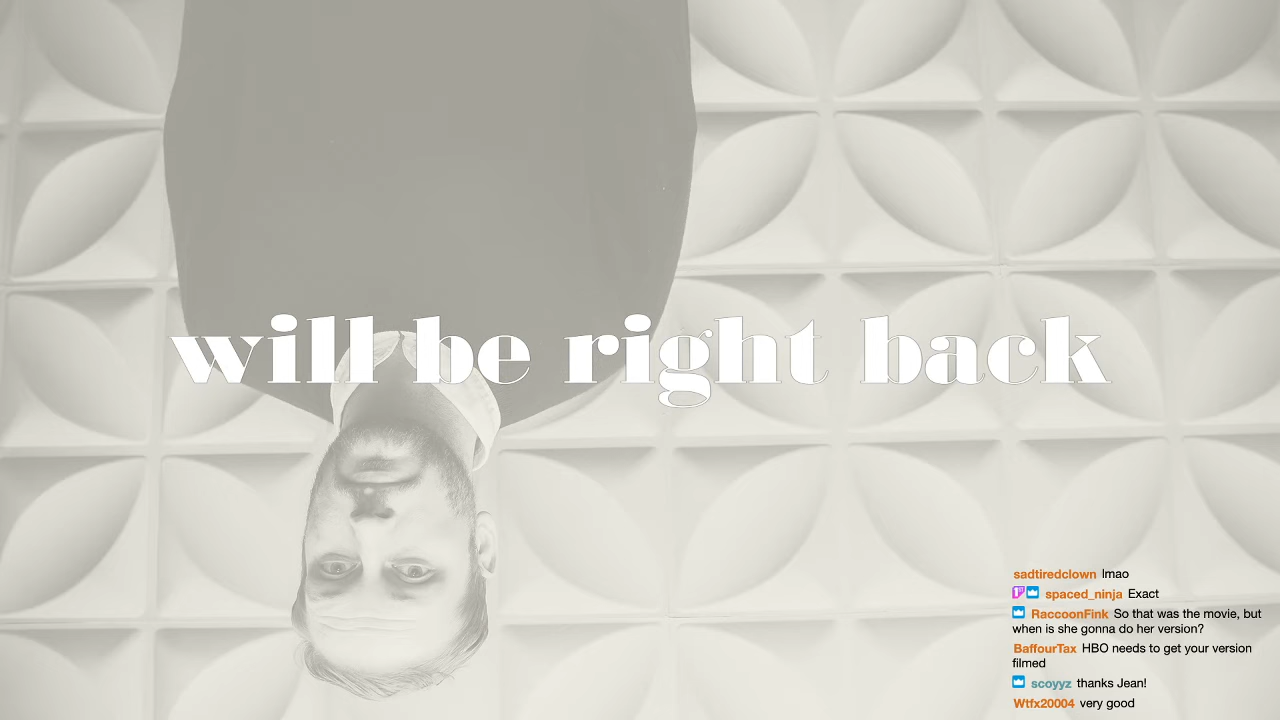 will be right back
sadtiredclown lmao
spaced_ninja Exact
RaccoonFink So that was the movie, but
when is she gonna do her version?
BaffourTax HBO needs to get your version
filmed
scoyyz thanks Jean!
Wtfx20004 very good